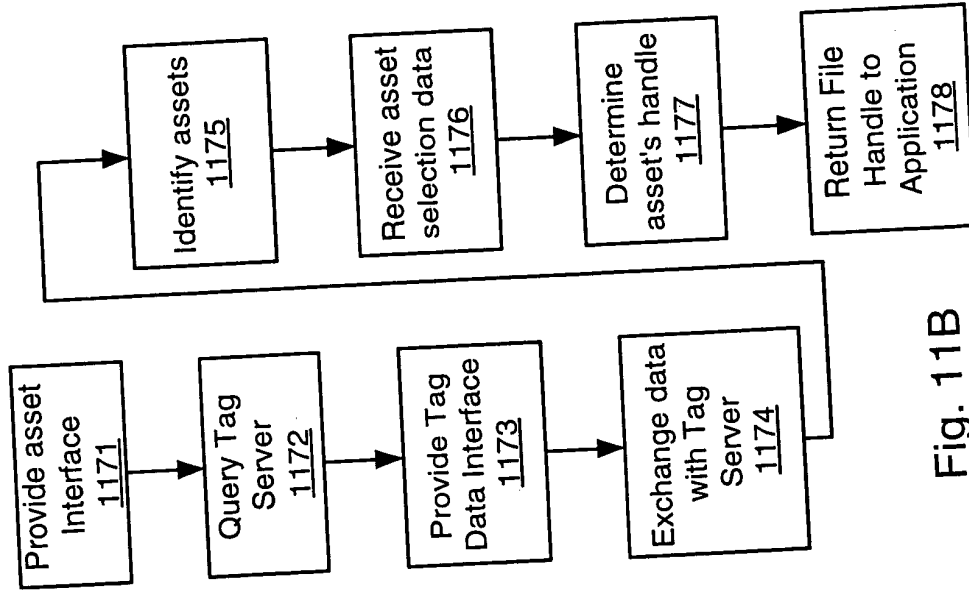 Provide asset
Interface
1171
Query Tag
Server
1172
Provide Tag
Data Interface
1173
Exchange data
with Tag
Server
1174
Identify assets
1175
Receive asset
selection data
1176
Determine
asset's handle
1177
Return File
Handle to
Application
1178
Fig. 11B